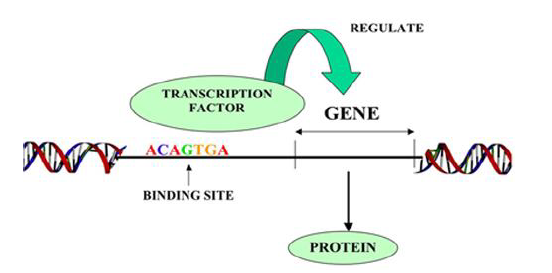 REGULATE
TRANSCRIPTION
FACTOR
GENE
ACAGTGA
BINDING SITE
PROTEIN